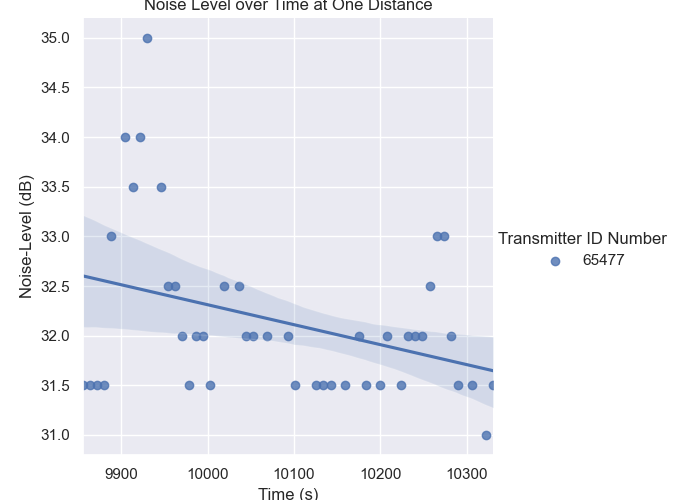 Noise Level over Time at One Distance
35.0
34.5
34.0
33.5
33.0
32.5
32.0
31.5
31.0
Noise-Level (dB)
9900 10000 10100 10200 10300
Time (s)
Transmitter ID Number
65477